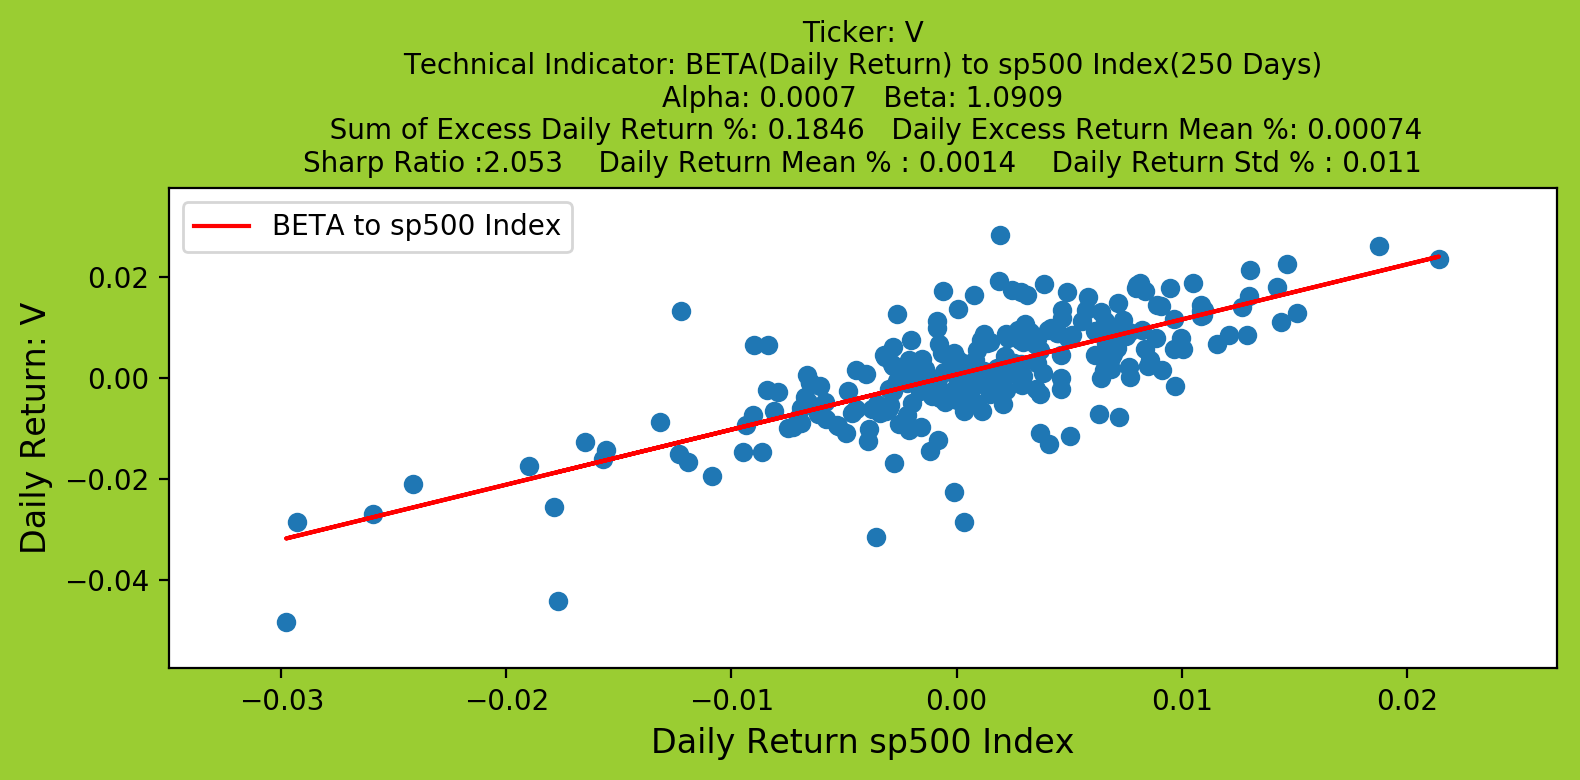 Ticker: V
Technical Indicator: BETA(Daily Return) to sp500 Index(250 Days)
Alpha: 0.0007   Beta: 1.0909
Sum of Excess Daily Return %: 0.1846   Daily Excess Return Mean %: 0.00074
Sharp Ratio :2.053    Daily Return Mean % : 0.0014    Daily Return Std % : 0.011
BETA to sp500 Index
Daily Return: V
0.02
0.00
−0.02
−0.04
−0.03
−0.02
−0.01
0.00
0.01
0.02
Daily Return sp500 Index